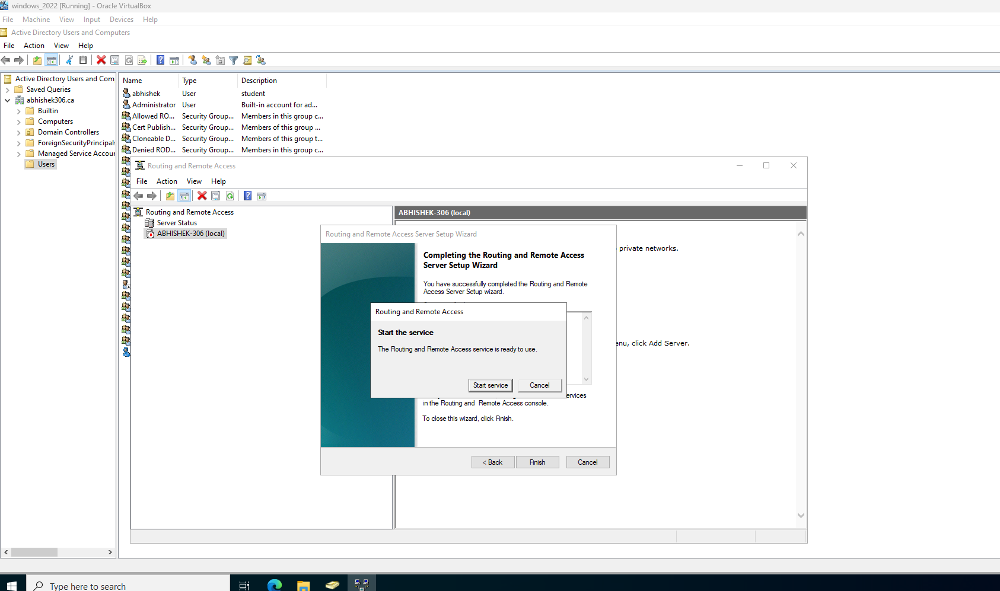 windows_2022 [Running] - Oracle VirtualBox
File Machine View Input Devices Help
Active Directory Users and Computers
File Action View Help
Active Directory Users and Com
Saved Queries
abhishek306.ca
Builtin
Computers
Domain Controllers
ForeignSecurityPrincipals
Managed Service Accour
Users
Name Type Description
abhishek User student
Administrator User Built-in account for ad...
Allowed RO... Security Group... Members in this group c...
Cert Publish... Security Group... Members of this group ...
Cloneable D... Security Group... Members of this group t...
Denied ROD... Security Group... Members in this group c...
Routing and Remote Access
File Action View Help
Routing and Remote Access
Server Status
ABHISHEK-306 (local)
ABHISHEK-306 (local)
private networks.
enu, click Add Server.
Routing and Remote Access Server Setup Wizard
Completing the Routing and Remote Access
Server Setup Wizard
You have successfully completed the Routing and Remote
Access Server Setup wizard.
Routing and Remote Access
Start the service
The Routing and Remote Access service is ready to use.
Start service Cancel
ervices
in the Routing and Remote Access console.
To close this wizard, click Finish.
< Back Finish Cancel
Type here to search